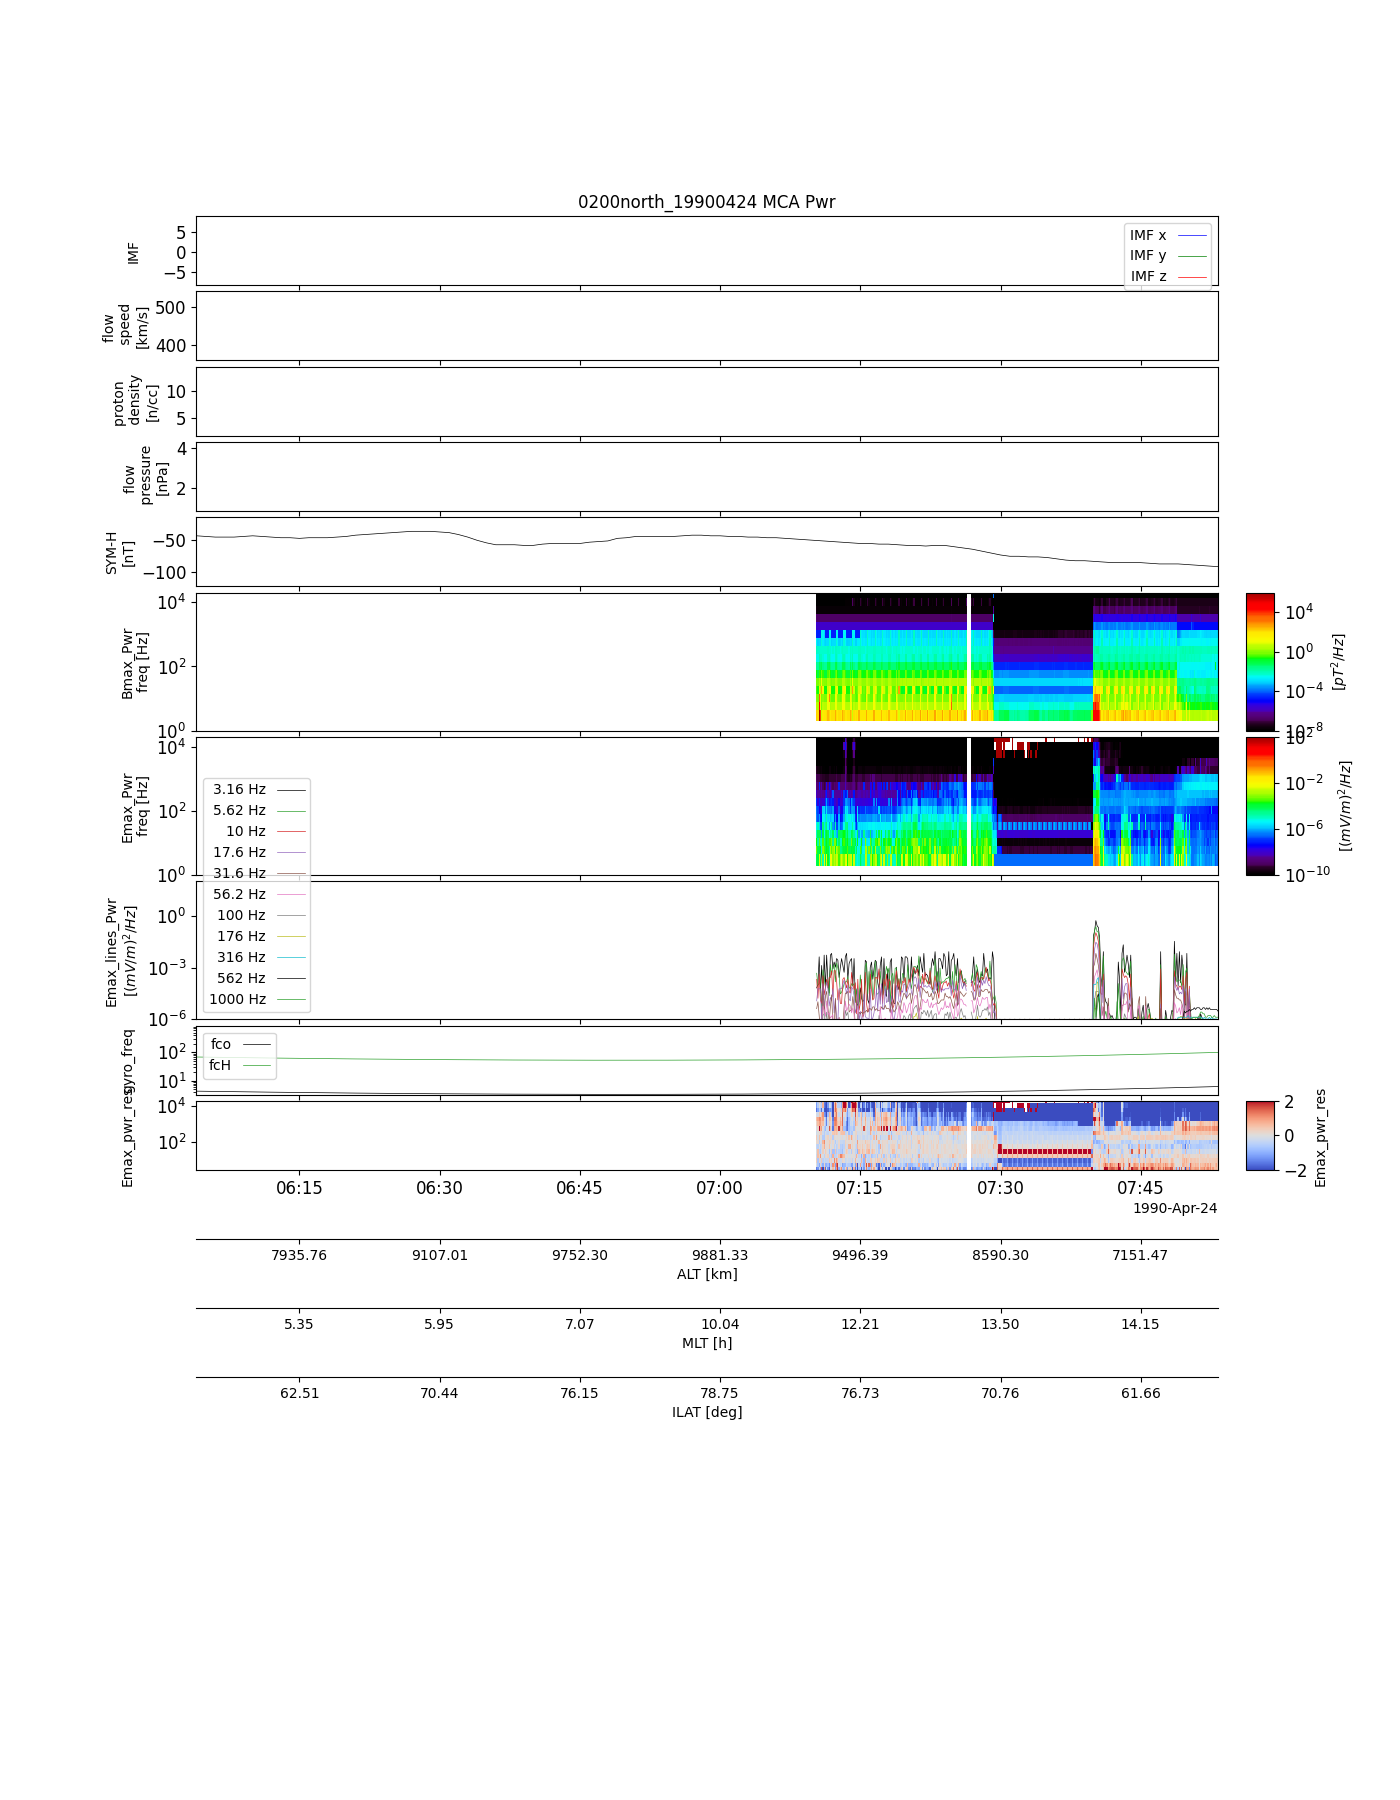 0200north_19900424 MCA Pwr
IMF
5
0
−5
IMF x
IMF y
IMF z
flow
speed
[km/s]
500
400
proton
density
[n/cc]
10
5
flow
pressure
[nPa]
4
2
SYM-H
[nT]
−50
−100
Bmax_Pwr
freq [Hz]
10^4
10^2
10^0
10^4
10^0
10^−4
10^−8
[pT^2/Hz]
Emax_Pwr
freq [Hz]
10^4
10^2
10^0
10^2
10^−2
10^−6
10^−10
[(mV/m)^2/Hz]
3.16 Hz
5.62 Hz
10 Hz
17.6 Hz
31.6 Hz
56.2 Hz
100 Hz
176 Hz
316 Hz
562 Hz
1000 Hz
Emax_lines_Pwr
[(mV/m)^2/Hz]
10^0
10^−3
10^−6
gyro_freq
10^2
10^1
fco
fcH
Emax_pwr_res
10^4
10^2
2
0
−2
Emax_pwr_res
06:15 06:30 06:45 07:00 07:15 07:30 07:45
1990-Apr-24
7935.76 9107.01 9752.30 9881.33 9496.39 8590.30 7151.47
ALT [km]
5.35 5.95 7.07 10.04 12.21 13.50 14.15
MLT [h]
62.51 70.44 76.15 78.75 76.73 70.76 61.66
ILAT [deg]